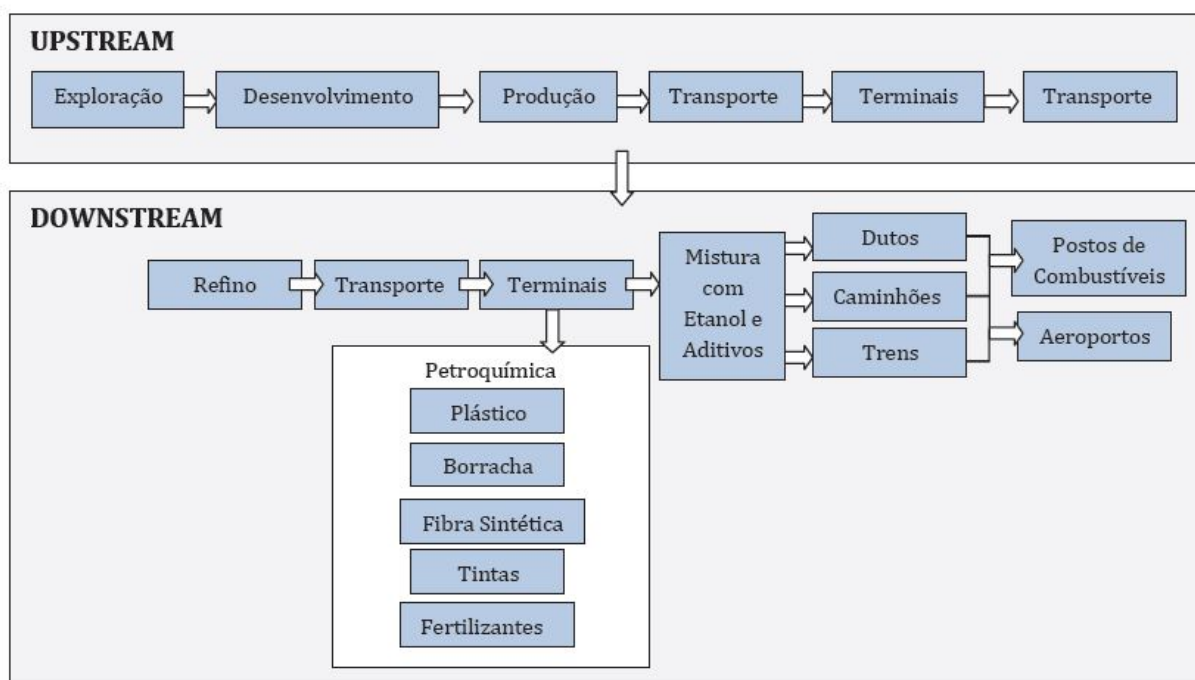 UPSTREAM
Exploração
Desenvolvimento
Produção
Transporte
Terminais
Transporte
DOWNSTREAM
Refino
Transporte
Terminais
Mistura
com
Etanol e
Aditivos
Dutos
Caminhões
Trens
Postos de
Combustíveis
Aeroportos
Petroquímica
Plástico
Borracha
Fibra Sintética
Tintas
Fertilizantes